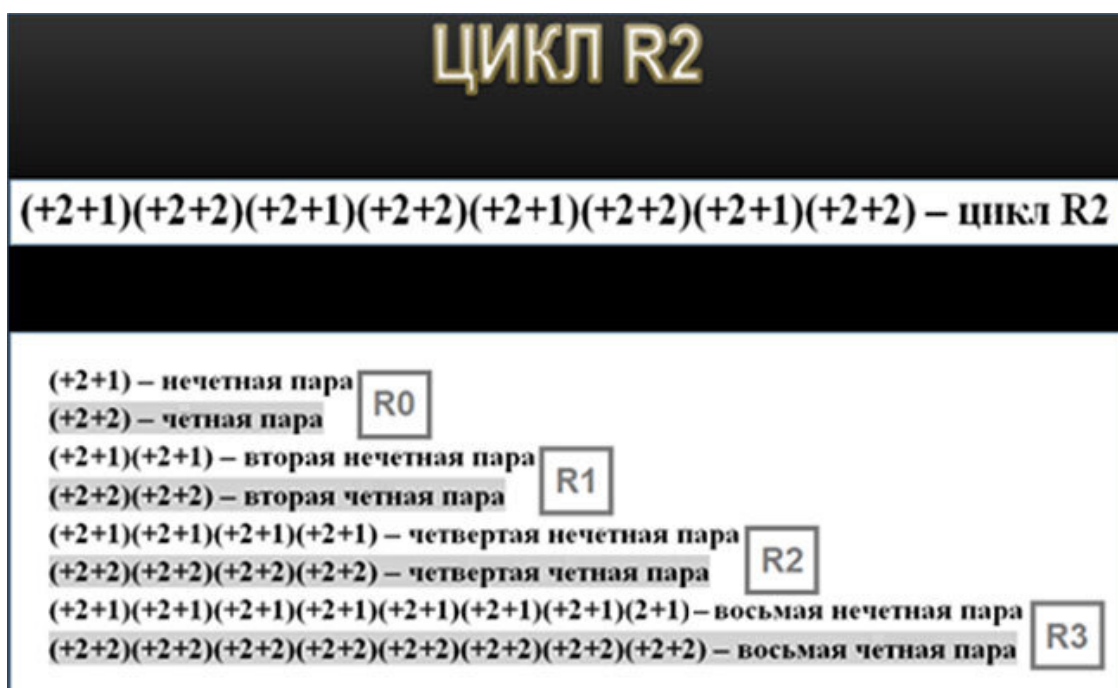 ЦИКЛ R2
(+2+1)(+2+2)(+2+1)(+2+2)(+2+1)(+2+2)(+2+1)(+2+2) – цикл R2
(+2+1) – нечетная пара
R0
(+2+2) – четная пара
(+2+1)(+2+1) – вторая нечетная пара
R1
(+2+2)(+2+2) – вторая четная пара
(+2+1)(+2+1)(+2+1)(+2+1) – четвертая нечетная пара
R2
(+2+2)(+2+2)(+2+2)(+2+2) – четвертая четная пара
(+2+1)(+2+1)(+2+1)(+2+1)(+2+1)(+2+1)(+2+1)(2+1) – восьмая нечетная пара
R3
(+2+2)(+2+2)(+2+2)(+2+2)(+2+2)(+2+2)(+2+2)(+2+2) – восьмая четная пара